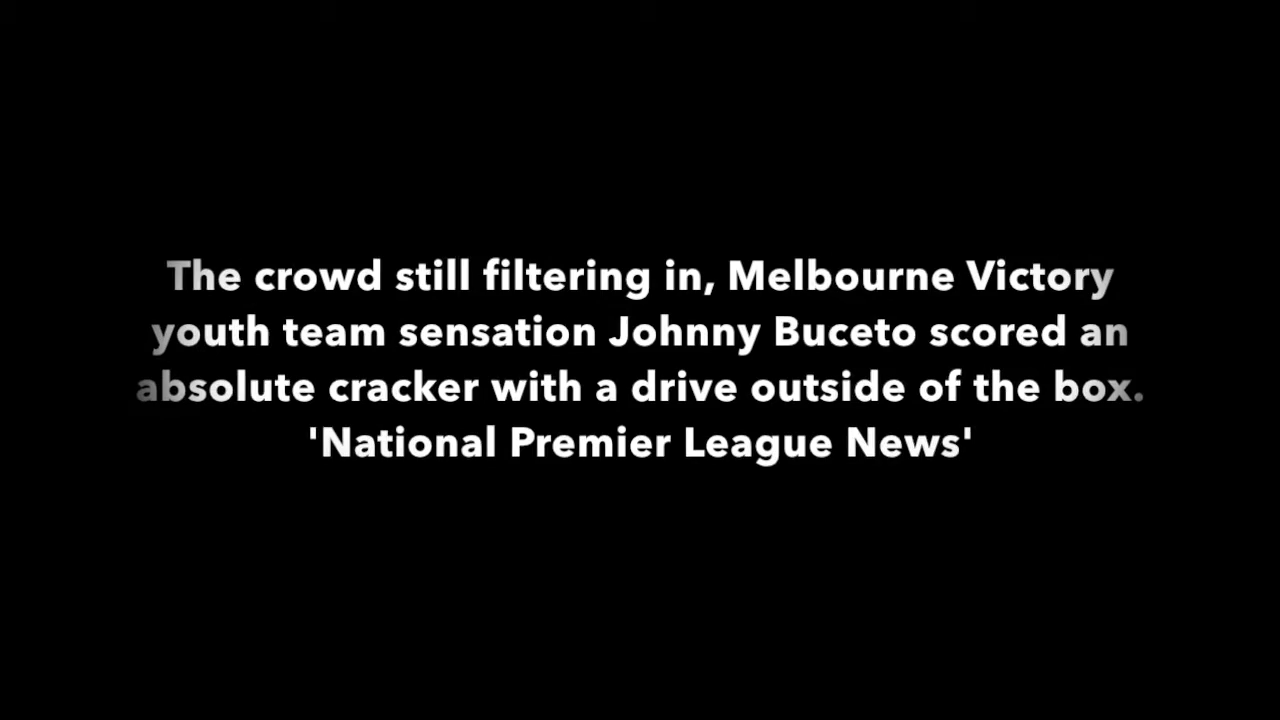 The crowd still filtering in, Melbourne Victory
youth team sensation Johnny Buceto scored an
absolute cracker with a drive outside of the box.
'National Premier League News'